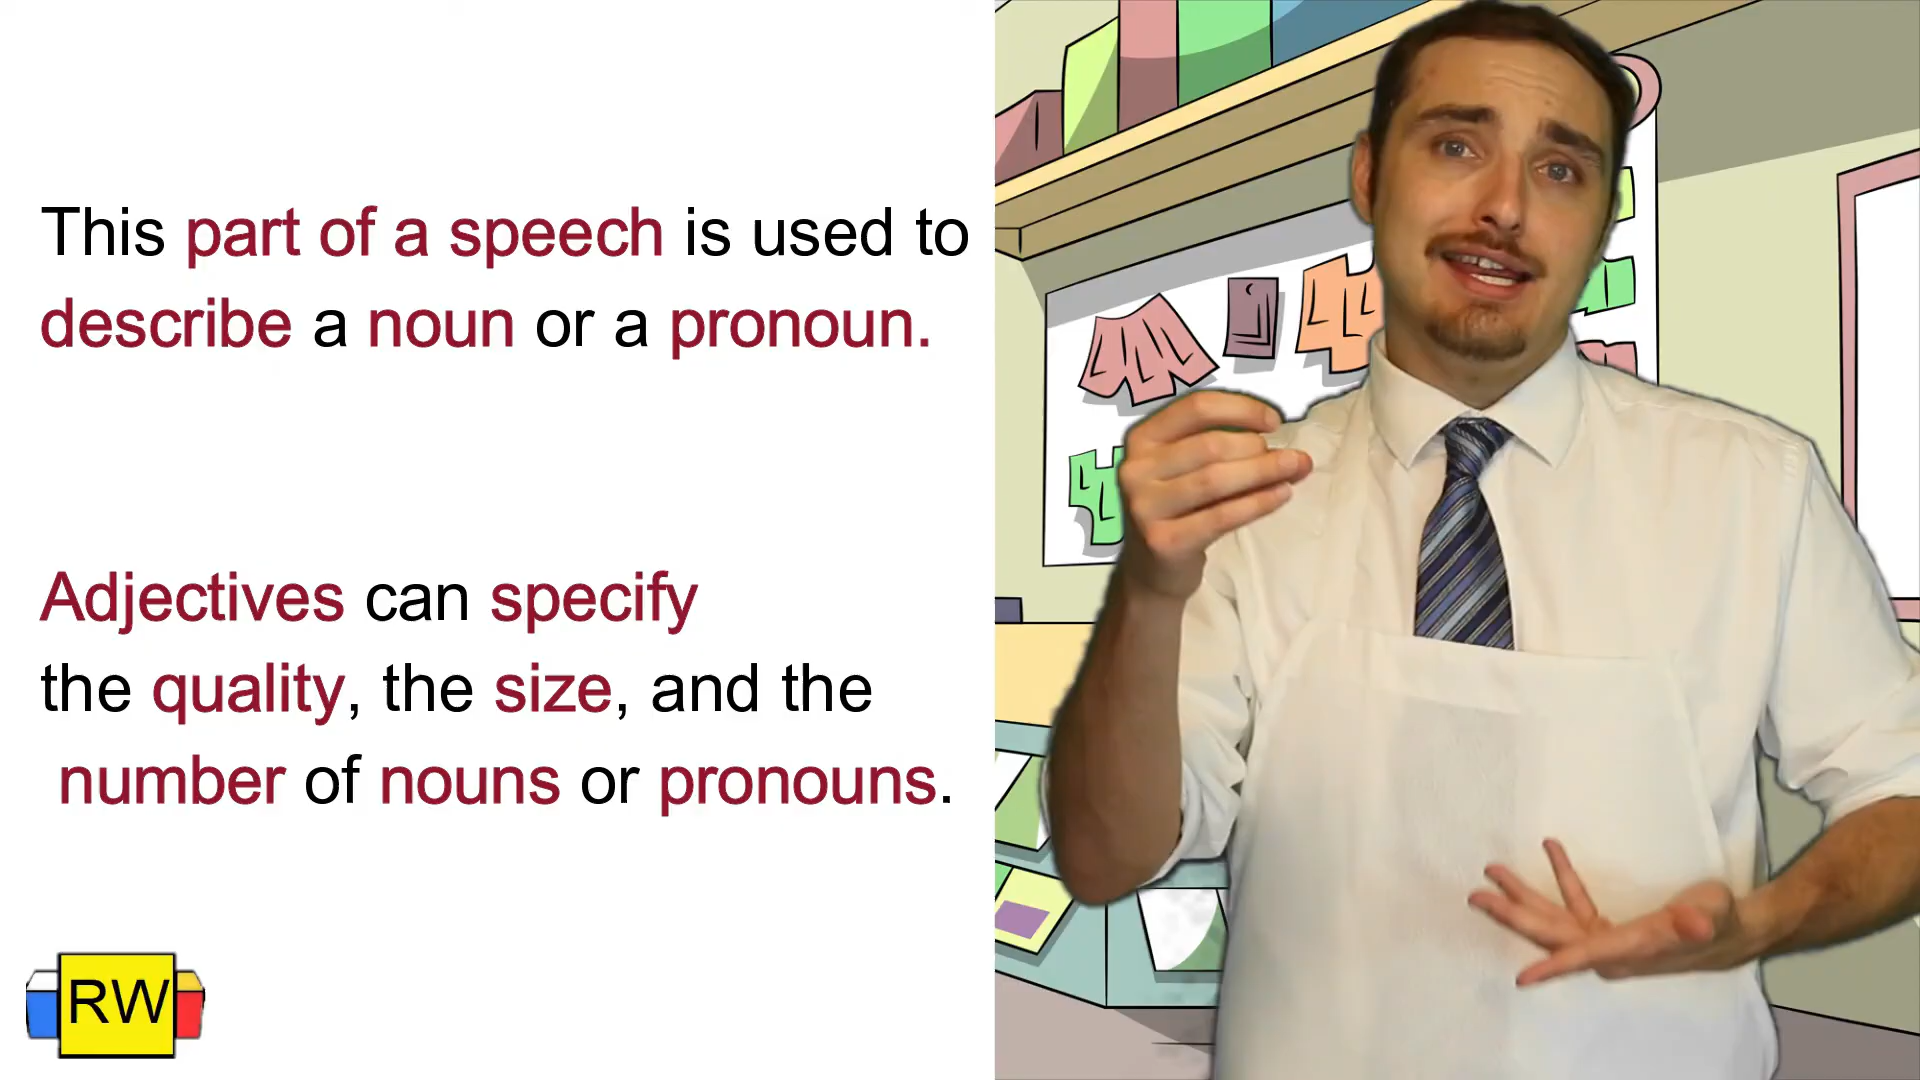 This part of a speech is used to
describe a noun or a pronoun.
Adjectives can specify
the quality, the size, and the
number of nouns or pronouns.
RW